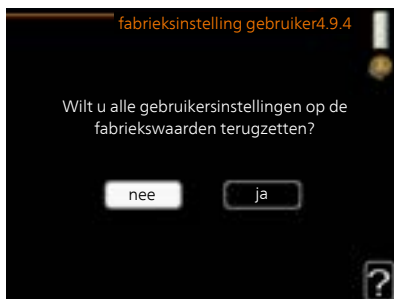 fabrieksinstelling gebruiker4.9.4
Wilt u alle gebruikersinstellingen op de
fabriekswaarden terugzetten?
nee ja
?